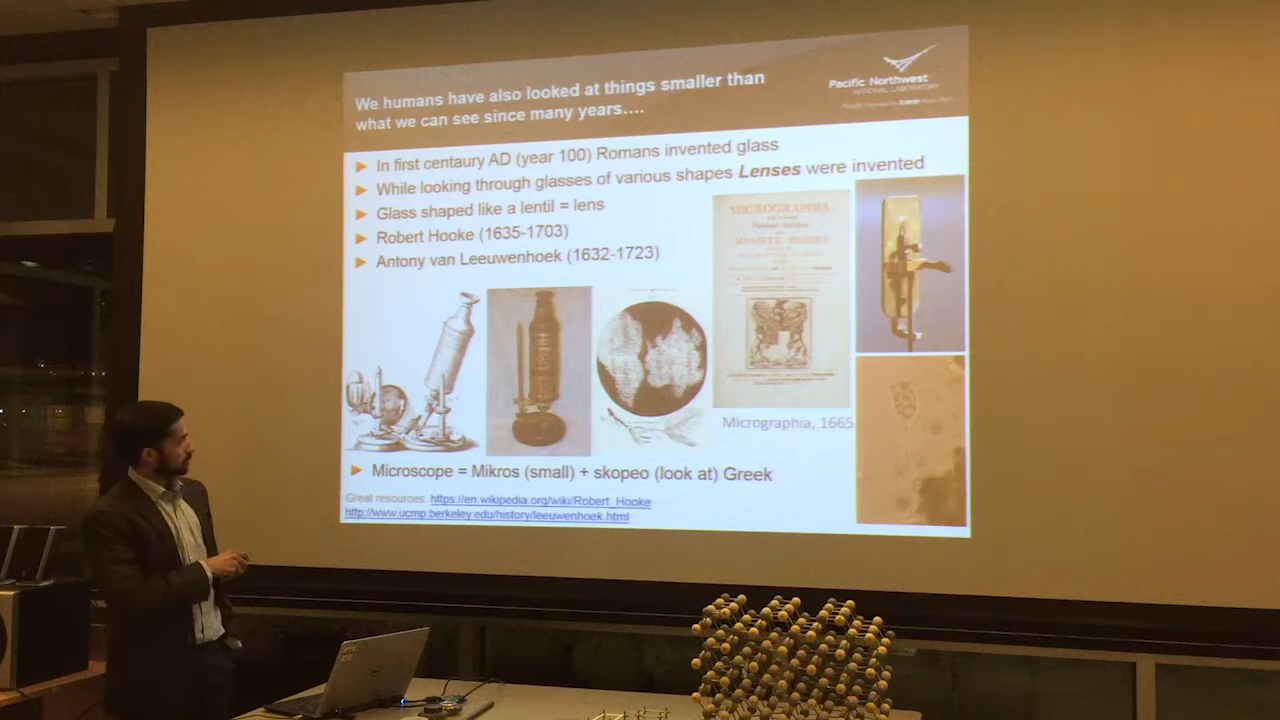 We humans have also looked at things smaller than
what we can see since many years....
Pacific Northwest
NATIONAL LABORATORY
In first centaury AD (year 100) Romans invented glass
While looking through glasses of various shapes Lenses were invented
Glass shaped like a lentil = lens
Robert Hooke (1635-1703)
Antony van Leeuwenhoek (1632-1723)
MICROGRAPHIA,
Micrographia, 1665
Microscope = Mikros (small) + skopeo (look at) Greek
Great resources: https://en.wikipedia.org/wiki/Robert_Hooke
http://www.ucmp.berkeley.edu/history/leeuwenhoek.html